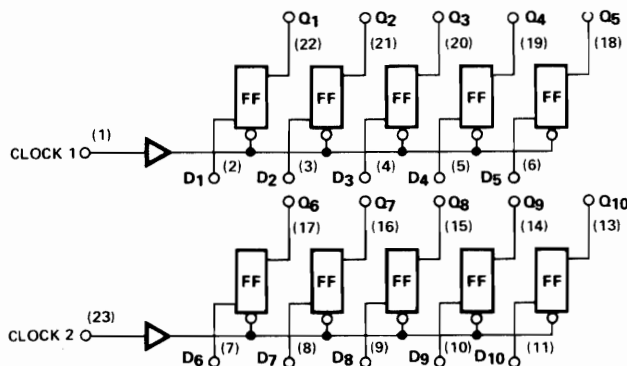 Q1 Q2 Q3 Q4 Q5
(22) (21) (20) (19) (18)
FF FF FF FF FF
(1)
CLOCK 1
D1 (2) D2 (3) D3 (4) D4 (5) D5 (6)
Q6 Q7 Q8 Q9 Q10
(17) (16) (15) (14) (13)
FF FF FF FF FF
(23)
CLOCK 2
D6 (7) D7 (8) D8 (9) D9 (10) D10 (11)